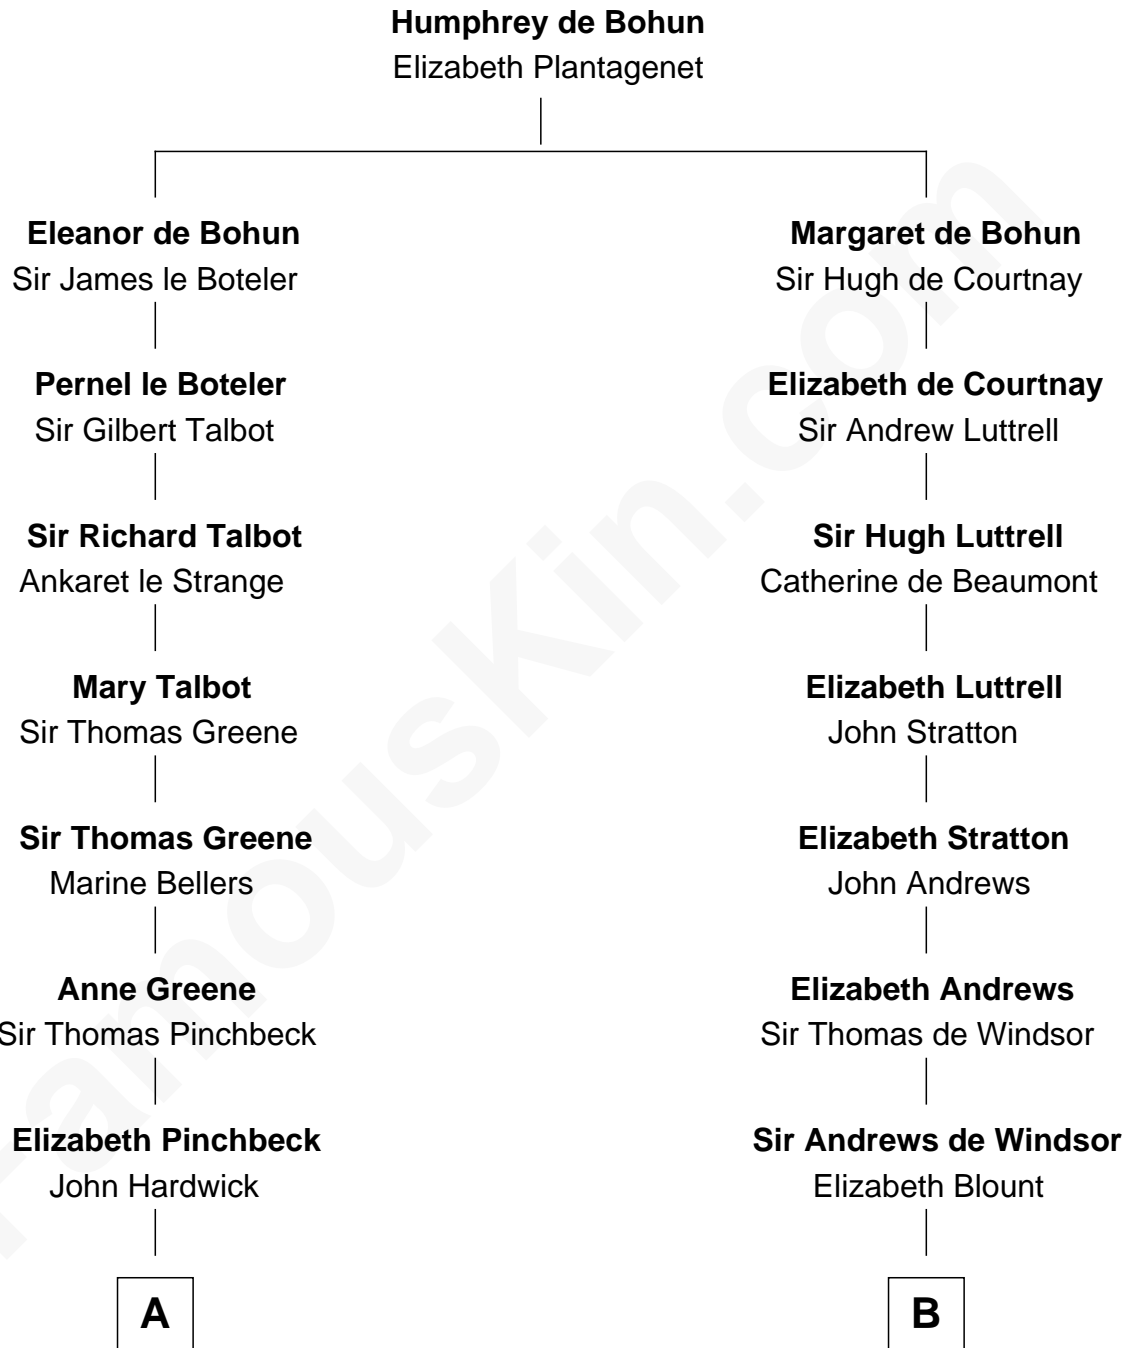 Humphrey de Bohun
Elizabeth Plantagenet
Eleanor de Bohun
Sir James le Boteler
Pernel le Boteler
Sir Gilbert Talbot
Sir Richard Talbot
Ankaret le Strange
Mary Talbot
Sir Thomas Greene
Sir Thomas Greene
Marine Bellers
Anne Greene
Sir Thomas Pinchbeck
Elizabeth Pinchbeck
John Hardwick
A
Margaret de Bohun
Sir Hugh de Courtnay
Elizabeth de Courtnay
Sir Andrew Luttrell
Sir Hugh Luttrell
Catherine de Beaumont
Elizabeth Luttrell
John Stratton
Elizabeth Stratton
John Andrews
Elizabeth Andrews
Sir Thomas de Windsor
Sir Andrews de Windsor
Elizabeth Blount
B
FamousKin.com